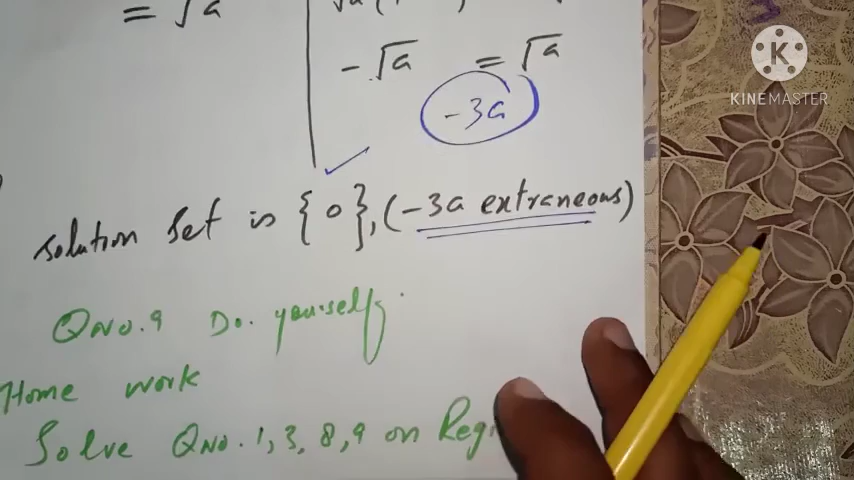 = √a
- √a = √a
-3a
solution set is { 0 }, (-3a extraneous)
Q No. 9 Do. yourself.
Home work
Solve Q No. 1, 3, 8, 9 on
KINEMASTER